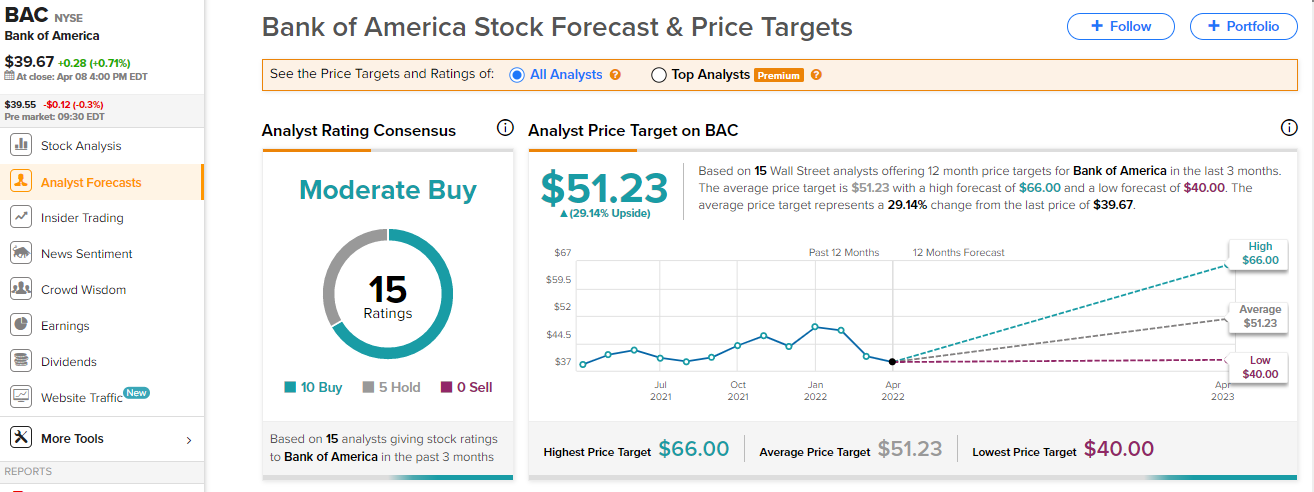 BAC NYSE
Bank of America
$39.67 +0.28 (+0.71%)
At close: Apr 08 4:00 PM EDT
$39.55 -$0.12 (-0.3%)
Pre market: 09:30 EDT
Stock Analysis
Analyst Forecasts
Insider Trading
News Sentiment
Crowd Wisdom
Earnings
Dividends
Website Traffic New
More Tools >
REPORTS
Bank of America Stock Forecast & Price Targets
+ Follow
+ Portfolio
See the Price Targets and Ratings of: All Analysts ? Top Analysts Premium ?
Analyst Rating Consensus i
Moderate Buy
15
Ratings
10 Buy 5 Hold 0 Sell
Based on 15 analysts giving stock ratings
to Bank of America in the past 3 months
Analyst Price Target on BAC i
$51.23
▲(29.14% Upside)
Based on 15 Wall Street analysts offering 12 month price targets for Bank of America in the last 3 months.
The average price target is $51.23 with a high forecast of $66.00 and a low forecast of $40.00. The
average price target represents a 29.14% change from the last price of $39.67.
Past 12 Months 12 Months Forecast
$67
$59.5
$52
$44.5
$37
High
$66.00
Average
$51.23
Low
$40.00
Jul Oct Jan Apr Apr
2021 2021 2022 2022 2023
Highest Price Target $66.00 Average Price Target $51.23 Lowest Price Target $40.00